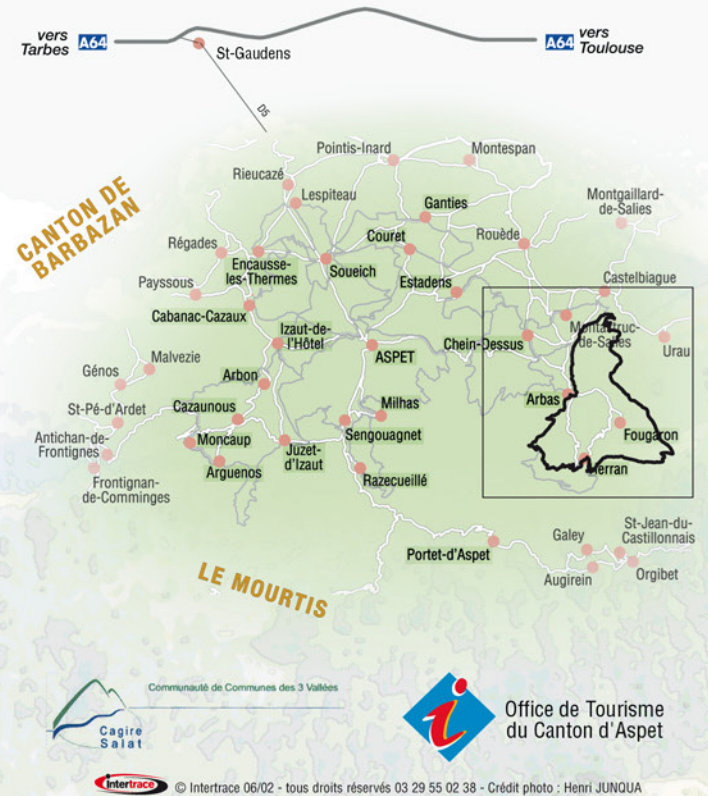 vers
Tarbes
A64
St-Gaudens
A64
vers
Toulouse
D5
CANTON DE
BARBAZAN
Pointis-Inard
Montespan
Rieucazé
Lespiteau
Ganties
Montgaillard-
de-Salies
Régades
Encausse-
les-Thermes
Soueich
Couret
Rouède
Payssous
Estadens
Castelbiague
Cabanac-Cazaux
Izaut-de-
l'Hôtel
ASPET
Chein-Dessus
Montastruc-
de-Salies
Urau
Génos
Malvezie
Arbon
Arbas
St-Pé-d'Ardet
Cazaunous
Milhas
Sengouagnet
Fougaron
Antichan-de-
Frontignes
Moncaup
Arguenos
Juzet-
d'Izaut
Herran
Frontignan-
de-Comminges
Razecueillé
Portet-d'Aspet
Galey
St-Jean-du-
Castillonnais
Augirein
Orgibet
LE MOURTIS
Communauté de Communes des 3 Vallées
Cagire
Salat
i
Office de Tourisme
du Canton d'Aspet
intertrace
© Intertrace 06/02 - tous droits réservés 03 29 55 02 38 - Crédit photo : Henri JUNQUA